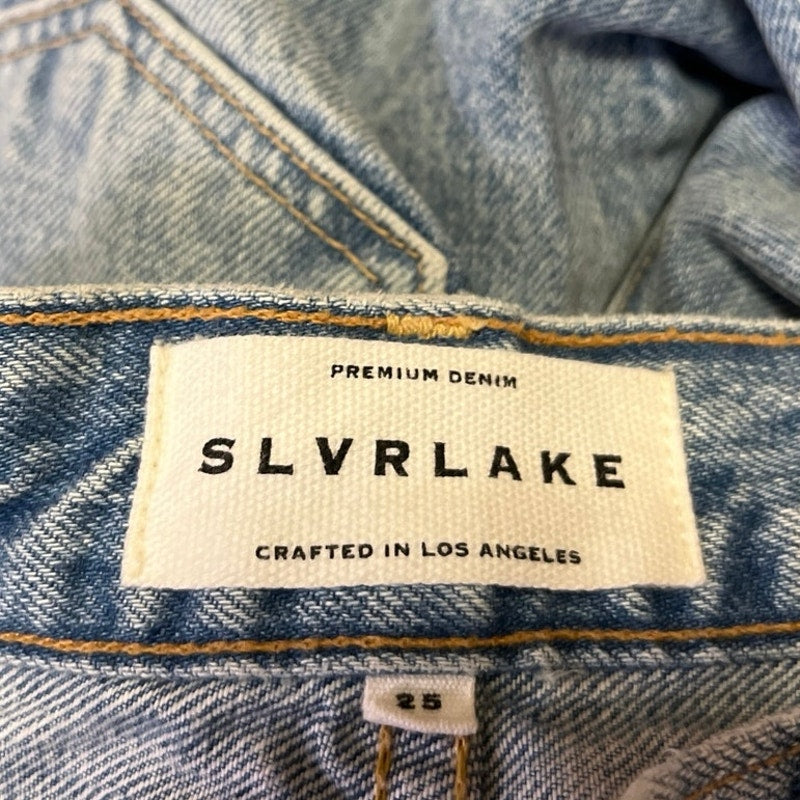 PREMIUM DENIM
SLVRLAKE
CRAFTED IN LOS ANGELES
25